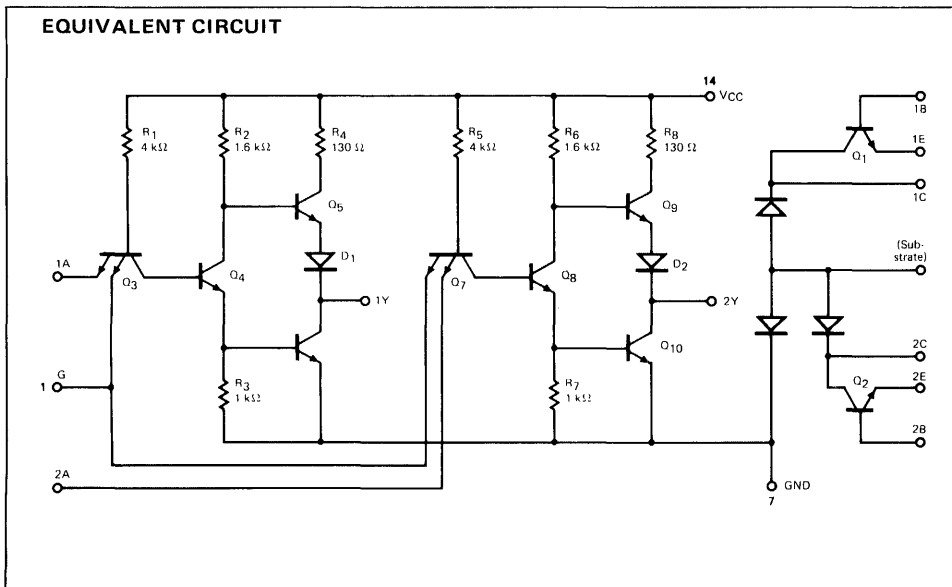 EQUIVALENT CIRCUIT
14
VCC
1B
R1
4 kΩ
R2
1.6 kΩ
R4
130 Ω
R5
4 kΩ
R6
1.6 kΩ
R8
130 Ω
Q1
1E
1C
Q5
Q9
1A
Q3
Q4
D1
Q7
Q8
D2
(Sub-
strate)
1Y
2Y
Q10
2C
1
G
R3
1 kΩ
R7
1 kΩ
Q2
2E
2B
2A
GND
7